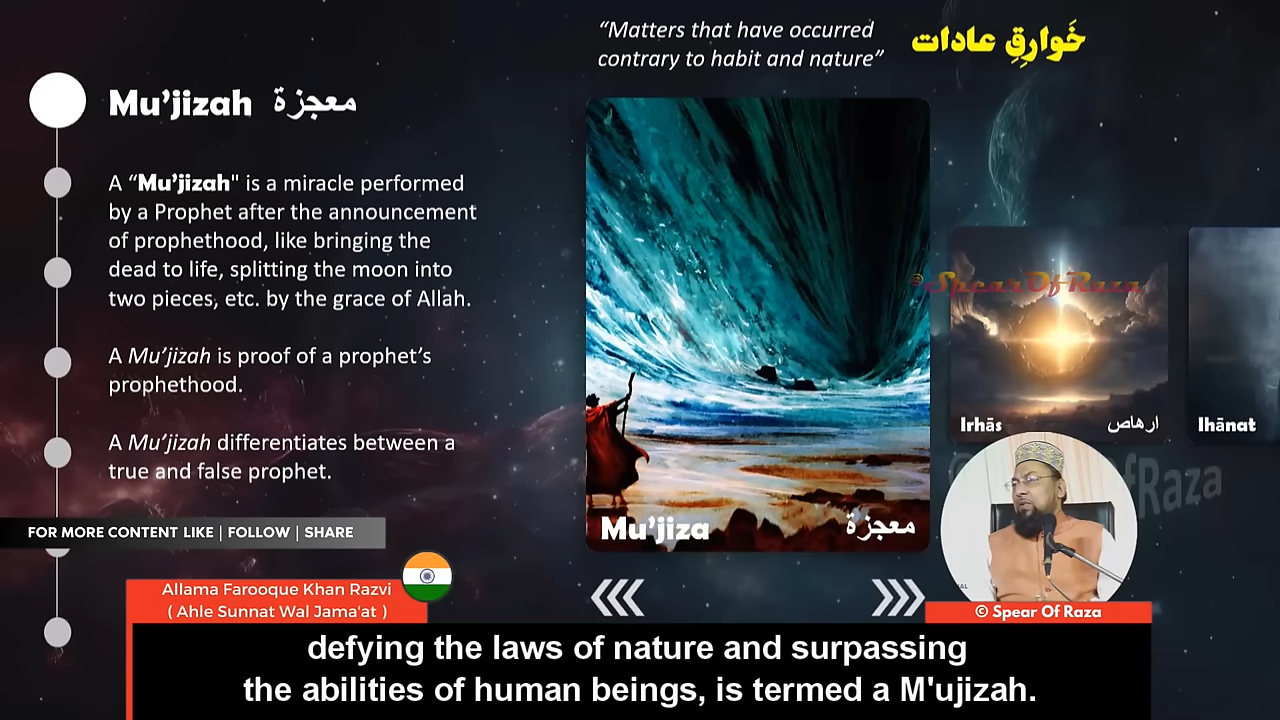 “Matters that have occurred
contrary to habit and nature”
خَوارِقِ عادات
Mu’jizah معجزة
A “Mu’jizah" is a miracle performed
by a Prophet after the announcement
of prophethood, like bringing the
dead to life, splitting the moon into
two pieces, etc. by the grace of Allah.
A Mu’jizah is proof of a prophet’s
prophethood.
A Mu’jizah differentiates between a
true and false prophet.
© SpearOfRaza
Irhās ارهاص
Ihānat
ofRaza
Mu’jiza معجزة
FOR MORE CONTENT LIKE | FOLLOW | SHARE
Allama Farooque Khan Razvi
( Ahle Sunnat Wal Jama'at )
© Spear Of Raza
defying the laws of nature and surpassing
the abilities of human beings, is termed a M'ujizah.